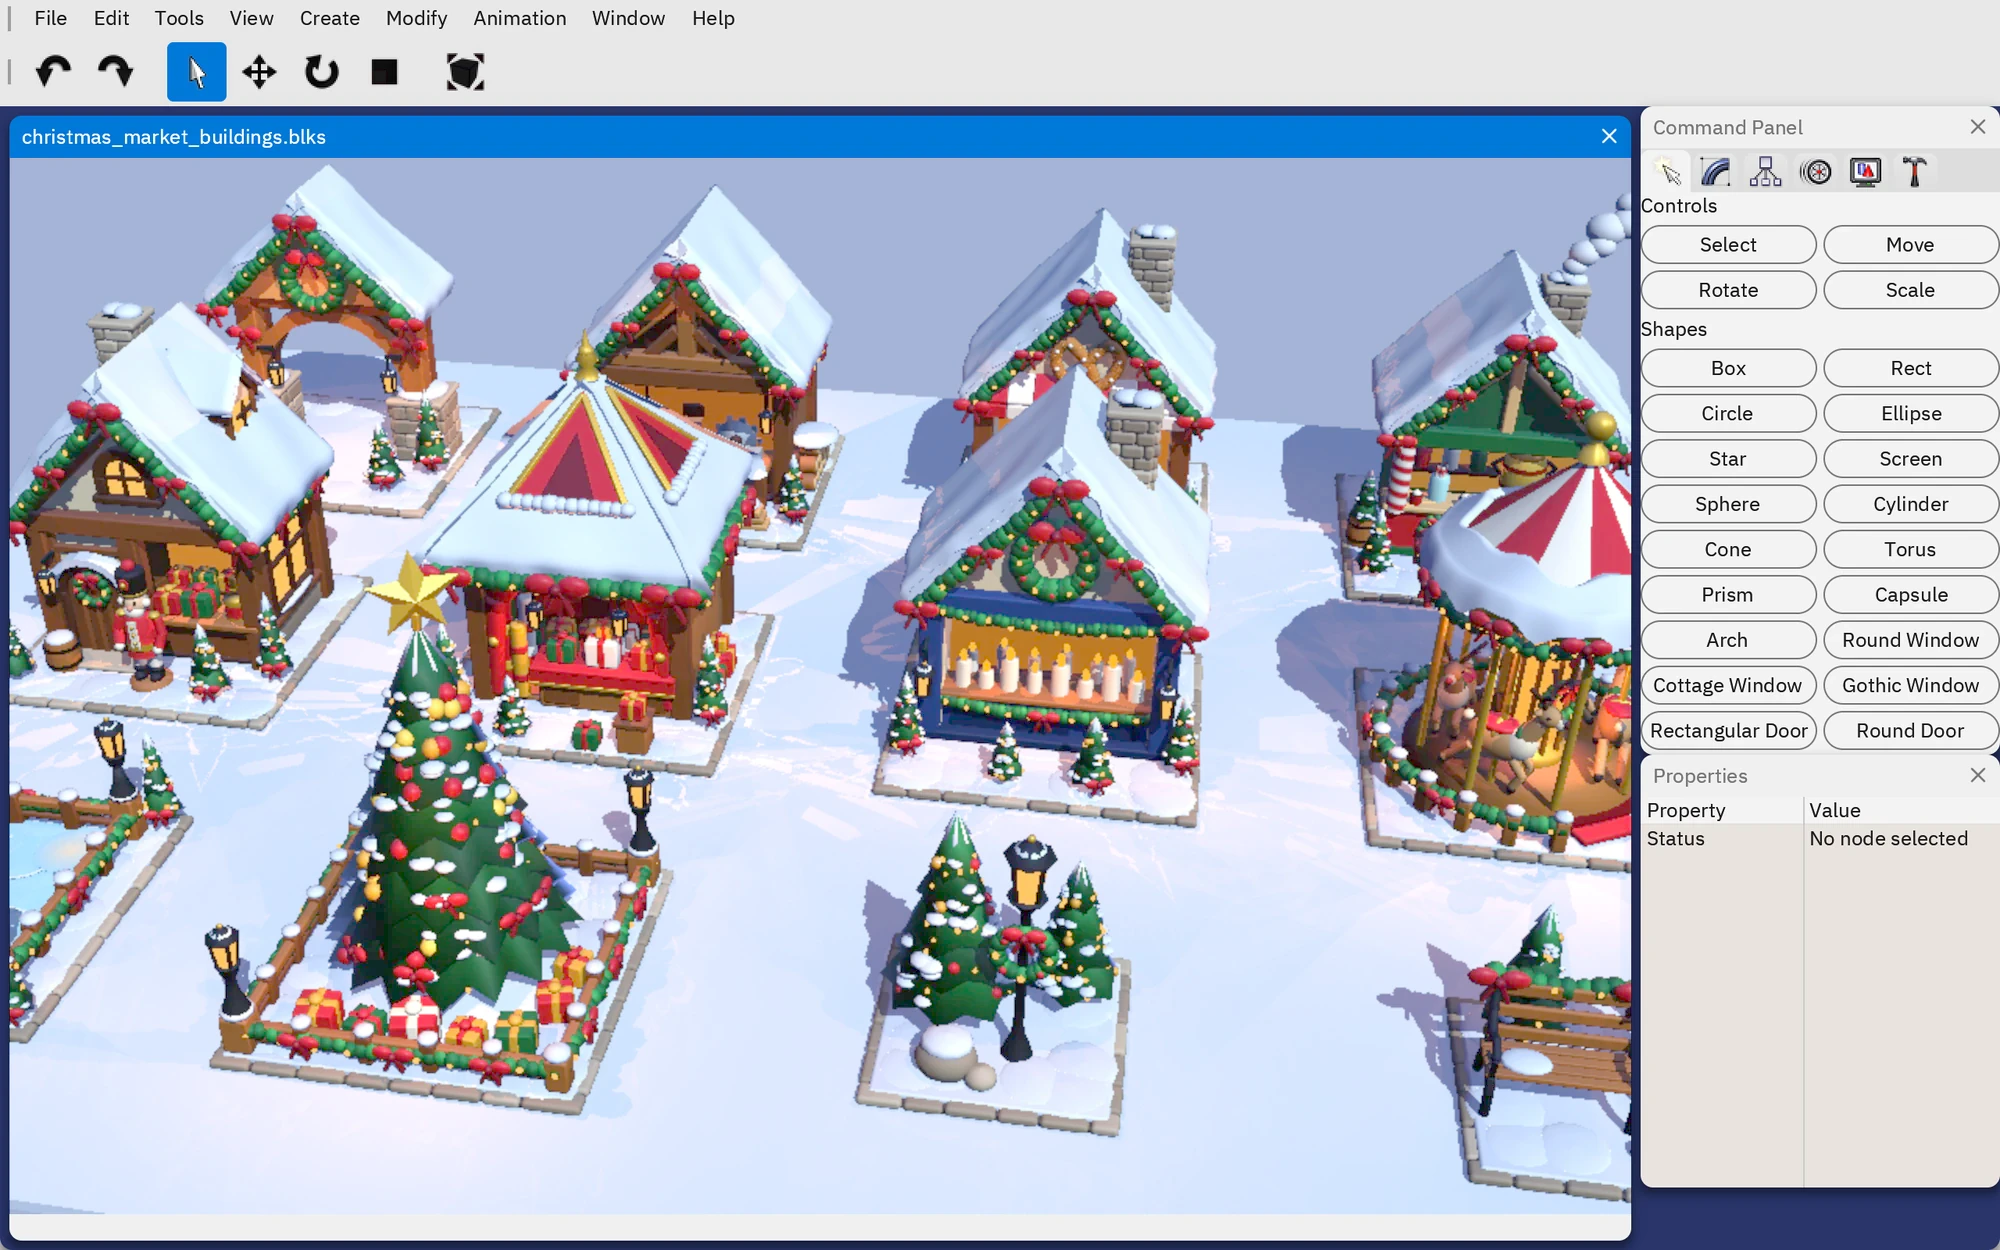 File Edit Tools View Create Modify Animation Window Help
christmas_market_buildings.blks
Command Panel
Controls
Select Move
Rotate Scale
Shapes
Box Rect
Circle Ellipse
Star Screen
Sphere Cylinder
Cone Torus
Prism Capsule
Arch Round Window
Cottage Window Gothic Window
Rectangular Door Round Door
Properties
Property Value
Status No node selected